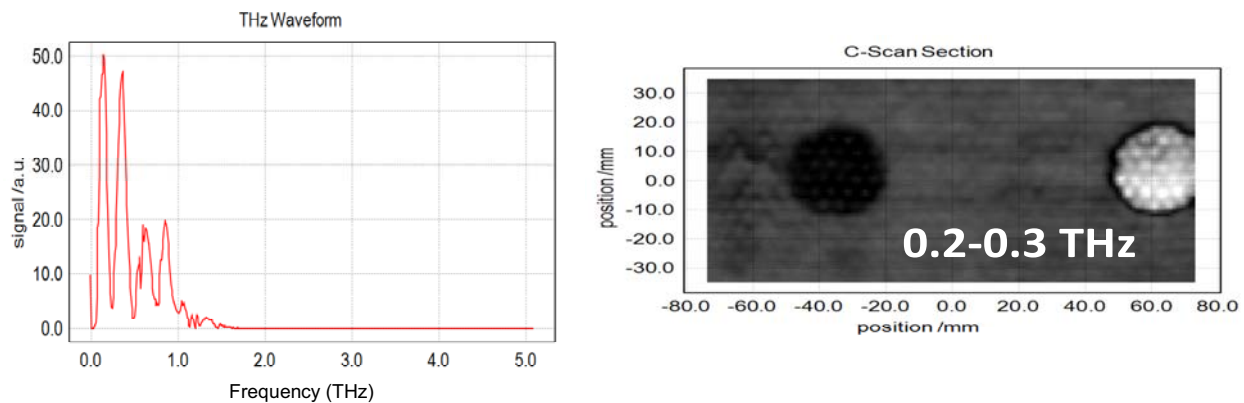 THz Waveform
50.0
40.0
30.0
20.0
10.0
0.0
signal /a.u.
0.0 1.0 2.0 3.0 4.0 5.0
Frequency (THz)
C-Scan Section
30.0
20.0
10.0
0.0
-10.0
-20.0
-30.0
position /mm
0.2-0.3 THz
-80.0 -60.0 -40.0 -20.0 0.0 20.0 40.0 60.0 80.0
position /mm